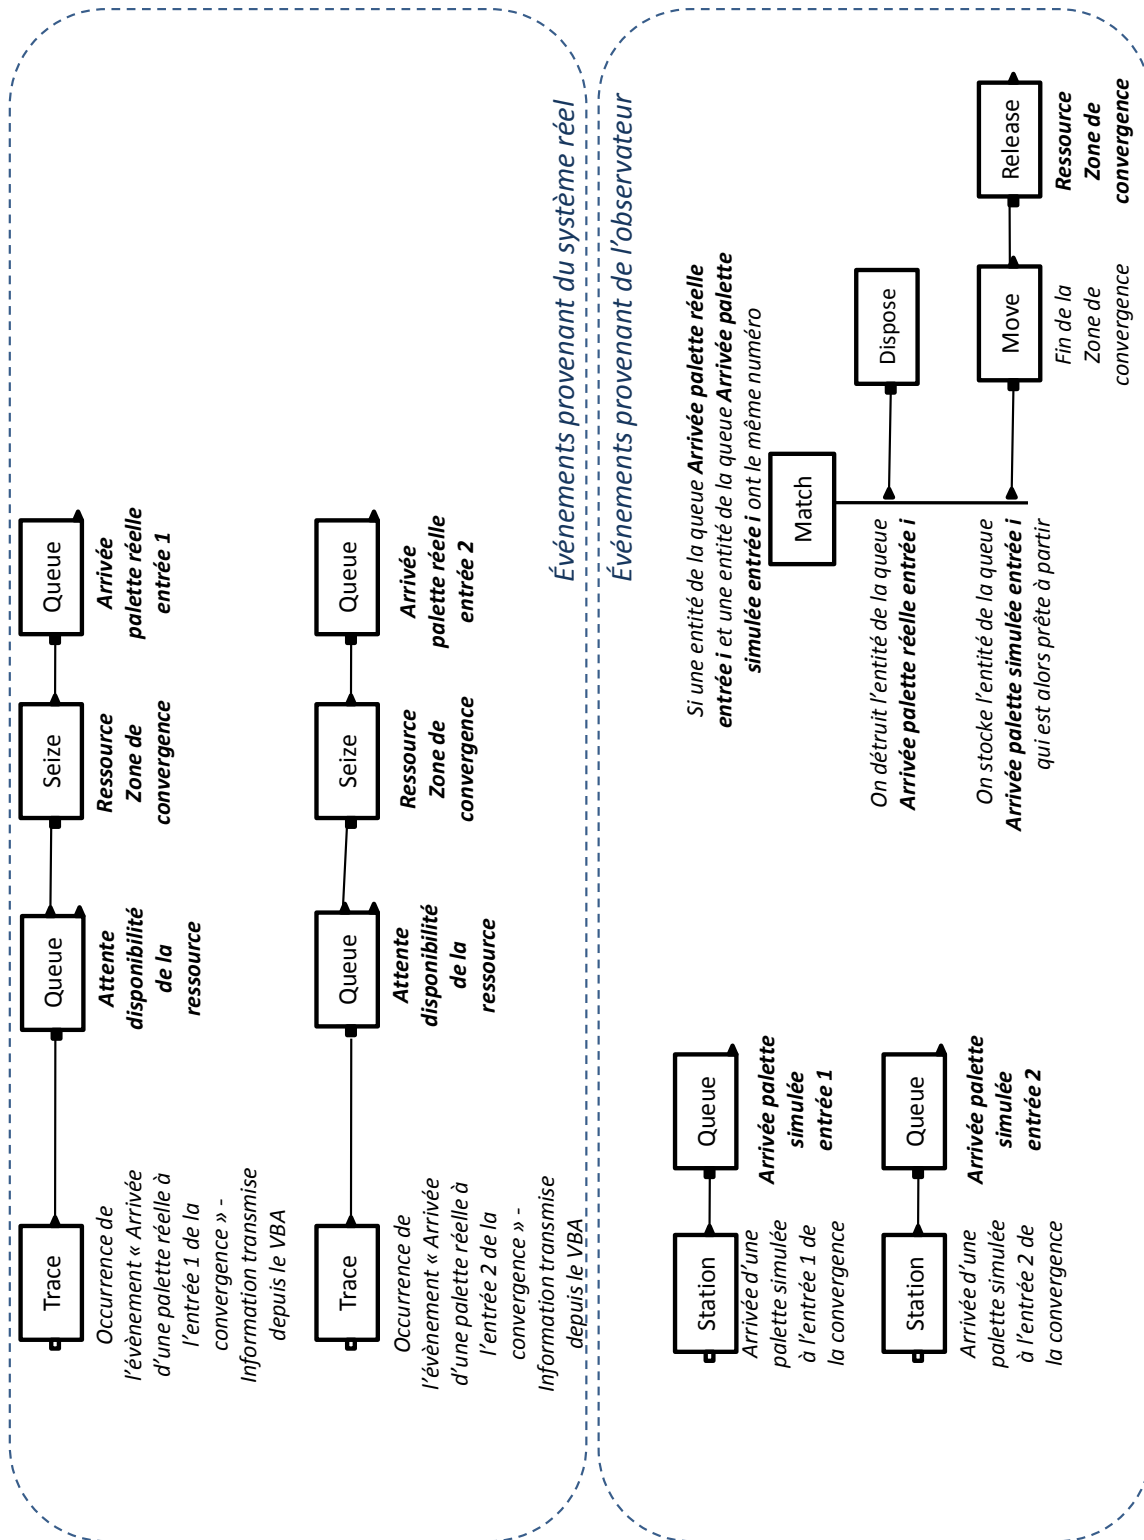 Trace
Occurrence de
l'évènement « Arrivée
d'une palette réelle à
l'entrée 1 de la
convergence » -
Information transmise
depuis le VBA
Queue
Attente
disponibilité
de la
ressource
Seize
Ressource
Zone de
convergence
Queue
Arrivée
palette réelle
entrée 1
Trace
Occurrence de
l'évènement « Arrivée
d'une palette réelle à
l'entrée 2 de la
convergence » -
Information transmise
depuis le VBA
Queue
Attente
disponibilité
de la
ressource
Seize
Ressource
Zone de
convergence
Queue
Arrivée
palette réelle
entrée 2
Événements provenant du système réel
Événements provenant de l'observateur
Station
Arrivée d'une
palette simulée
à l'entrée 1 de
la convergence
Queue
Arrivée palette
simulée
entrée 1
Station
Arrivée d'une
palette simulée
à l'entrée 2 de
la convergence
Queue
Arrivée palette
simulée
entrée 2
Si une entité de la queue Arrivée palette réelle
entrée i et une entité de la queue Arrivée palette
simulée entrée i ont le même numéro
Match
On détruit l'entité de la queue
Arrivée palette réelle entrée i
Dispose
On stocke l'entité de la queue
Arrivée palette simulée entrée i
qui est alors prête à partir
Move
Fin de la
Zone de
convergence
Release
Ressource
Zone de
convergence